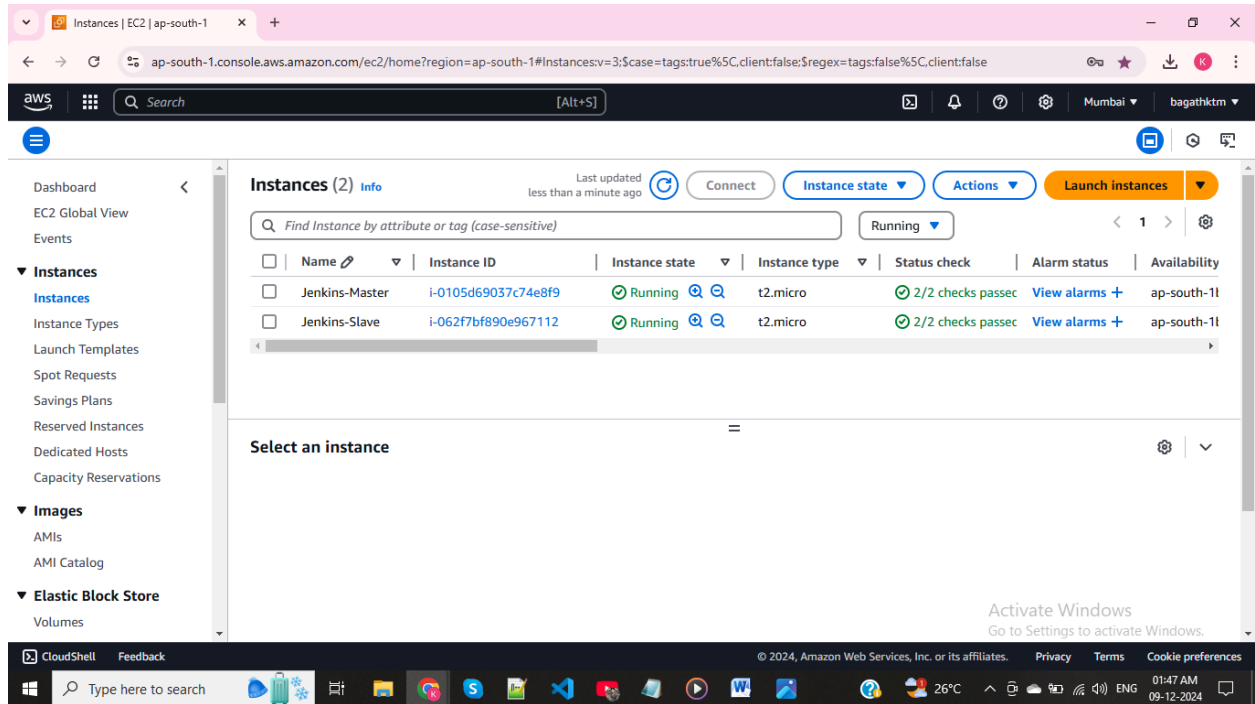 Instances | EC2 | ap-south-1
ap-south-1.console.aws.amazon.com/ec2/home?region=ap-south-1#Instances:v=3;$case=tags:true%5C,client:false;$regex=tags:false%5C,client:false
K
aws Search [Alt+S] Mumbai bagathktm
Dashboard
EC2 Global View
Events
Instances
Instances
Instance Types
Launch Templates
Spot Requests
Savings Plans
Reserved Instances
Dedicated Hosts
Capacity Reservations
Images
AMIs
AMI Catalog
Elastic Block Store
Volumes
Instances (2) Info
Last updated
less than a minute ago
Connect Instance state Actions Launch instances
Find Instance by attribute or tag (case-sensitive) Running 1
Name Instance ID Instance state Instance type Status check Alarm status Availability
Jenkins-Master i-0105d69037c74e8f9 Running t2.micro 2/2 checks passec View alarms + ap-south-1b
Jenkins-Slave i-062f7bf890e967112 Running t2.micro 2/2 checks passec View alarms + ap-south-1b
Select an instance
Activate Windows
Go to Settings to activate Windows.
CloudShell Feedback © 2024, Amazon Web Services, Inc. or its affiliates. Privacy Terms Cookie preferences
Type here to search 26°C ENG
01:47 AM
09-12-2024